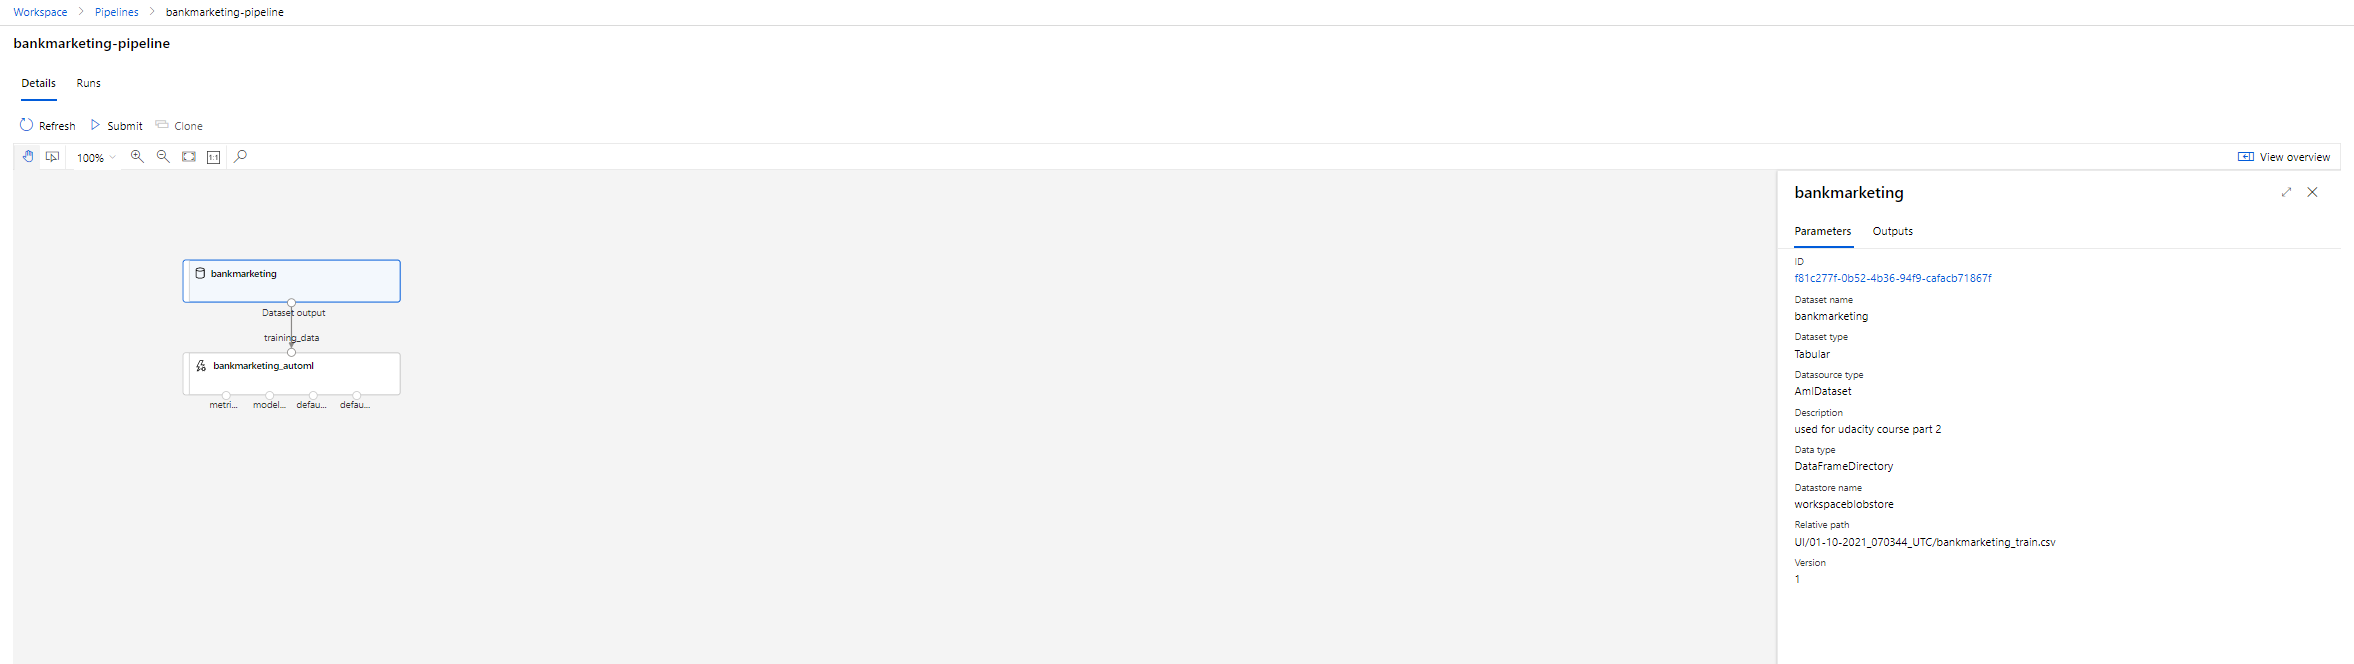 Workspace > Pipelines > bankmarketing-pipeline
bankmarketing-pipeline
Details Runs
Refresh Submit Clone
100% 1:1 View overview
bankmarketing
Dataset output
training_data
bankmarketing_automl
metri... model... defau... defau...
bankmarketing
Parameters Outputs
ID
f81c277f-0b52-4b36-94f9-cafacb71867f
Dataset name
bankmarketing
Dataset type
Tabular
Datasource type
AmlDataset
Description
used for udacity course part 2
Data type
DataFrameDirectory
Datastore name
workspaceblobstore
Relative path
UI/01-10-2021_070344_UTC/bankmarketing_train.csv
Version
1